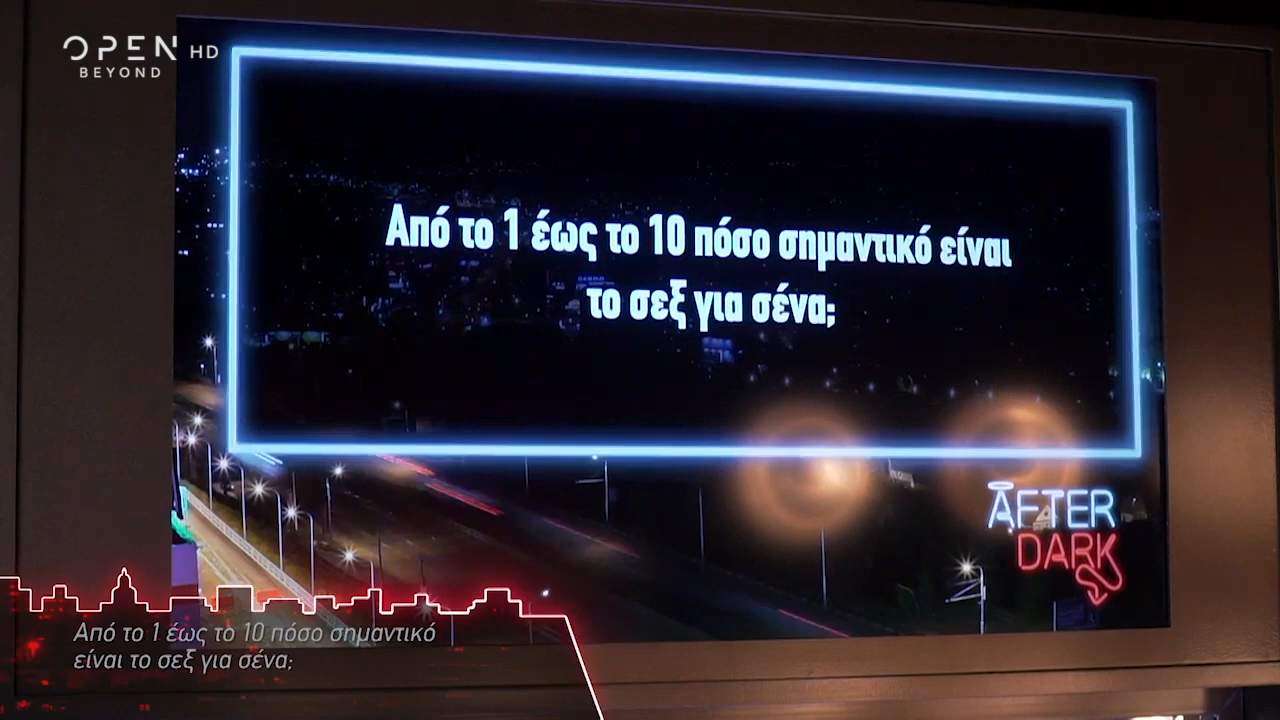 OPEN HD
BEYOND
Από το 1 έως το 10 πόσο σημαντικό είναι
το σεξ για σένα;
AFTER
DARK
Από το 1 έως το 10 πόσο σημαντικό
είναι το σεξ για σένα;